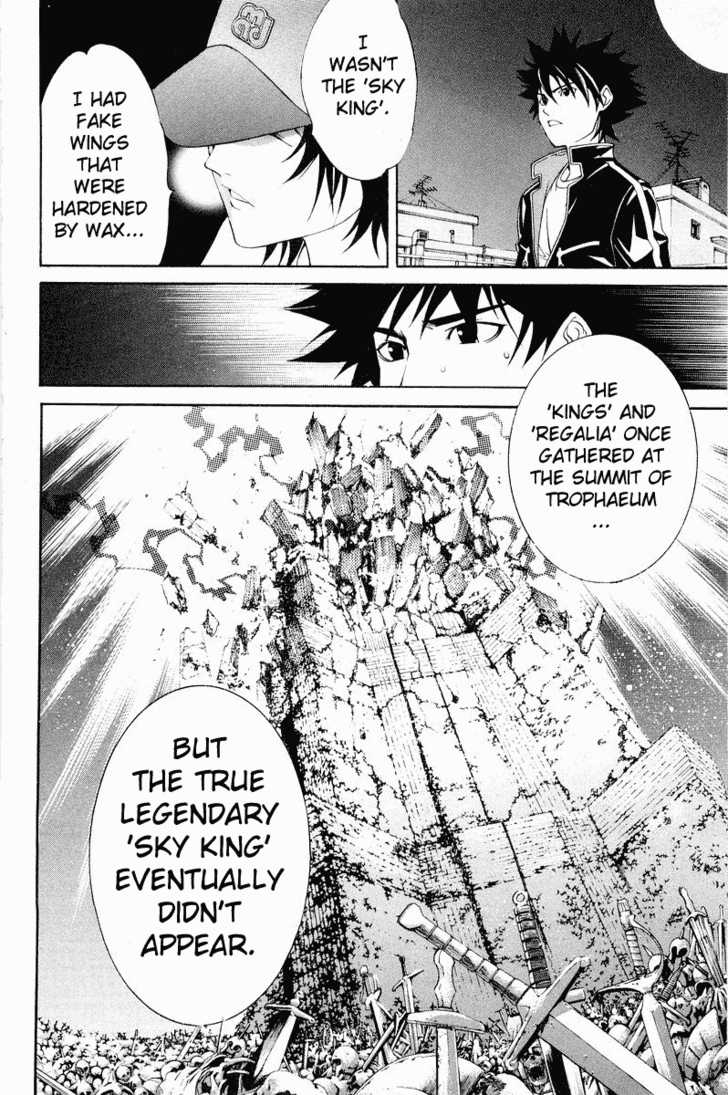 I
WASN'T
THE 'SKY
KING'.
I HAD
FAKE
WINGS
THAT
WERE
HARDENED
BY WAX...
THE
'KINGS' AND
'REGALIA' ONCE
GATHERED AT
THE SUMMIT OF
TROPHAEUM
...
BUT
THE TRUE
LEGENDARY
'SKY KING'
EVENTUALLY
DIDN'T
APPEAR.